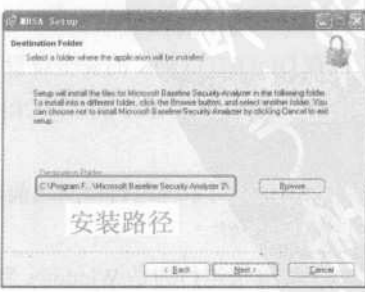 MBSA Setup
Destination Folder
Select a folder where the application will be installed
Setup will install the files for Microsoft Baseline Security Analyzer in the following folder.
To install into a different folder, click the Browse button, and select another folder. You
can choose not to install Microsoft Baseline Security Analyzer by clicking Cancel to exit
setup.
Destination Folder
C:\Program F...\Microsoft Baseline Security Analyzer 2\
Browse
安装路径
< Back
Next >
Cancel